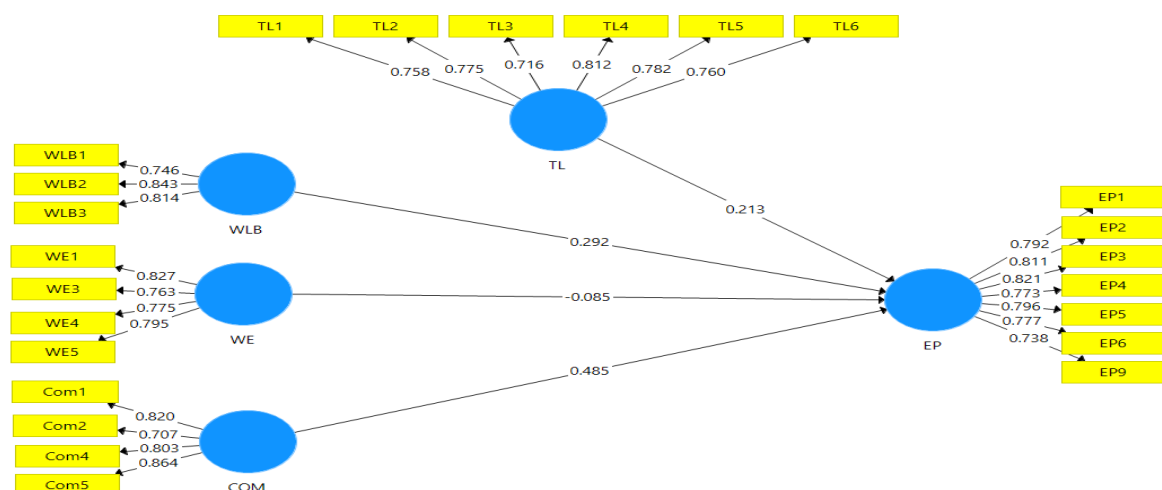 TL1 TL2 TL3 TL4 TL5 TL6
0.758 0.775 0.716 0.812 0.782 0.760
TL
WLB1
WLB2
WLB3
0.746
0.843
0.814
WLB
WE1
WE3
WE4
WE5
0.827
0.763
0.775
0.795
WE
Com1
Com2
Com4
Com5
0.820
0.707
0.803
0.864
COM
0.213
0.292
-0.085
0.485
EP
0.792
0.811
0.821
0.773
0.796
0.777
0.738
EP1
EP2
EP3
EP4
EP5
EP6
EP9